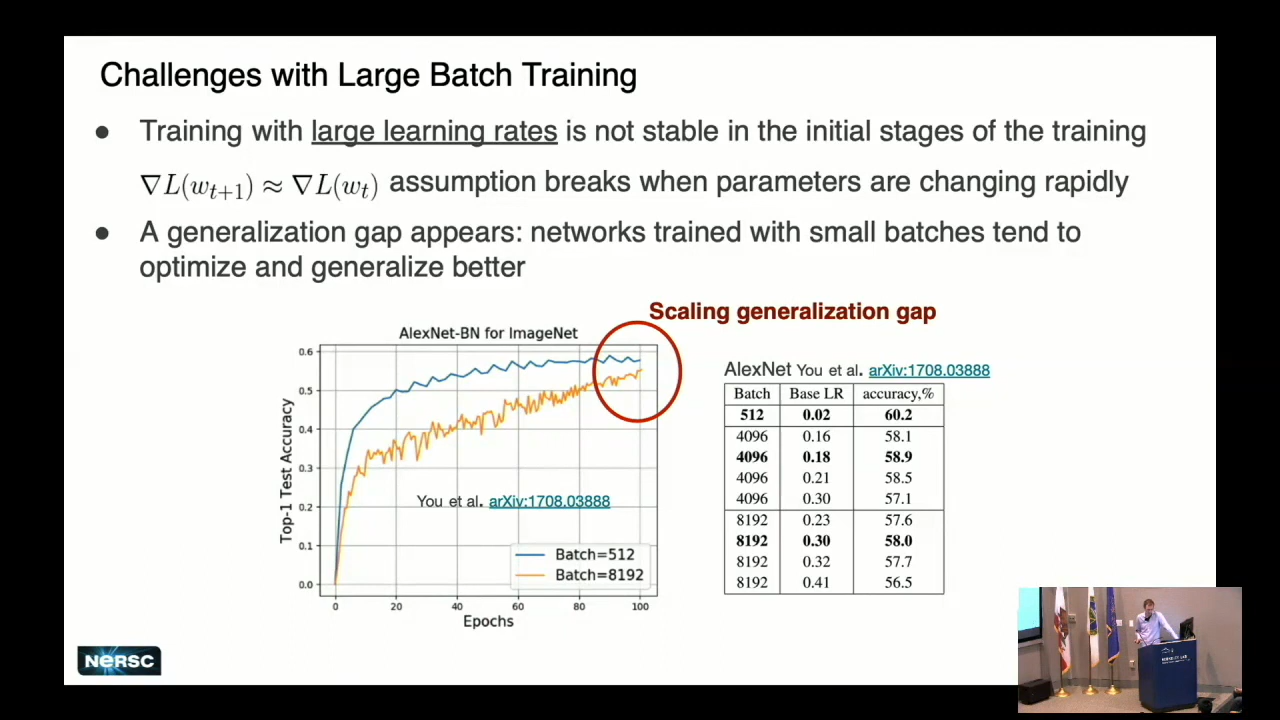 Challenges with Large Batch Training
● Training with large learning rates is not stable in the initial stages of the training
∇L(w_{t+1}) ≈ ∇L(w_t) assumption breaks when parameters are changing rapidly
● A generalization gap appears: networks trained with small batches tend to
optimize and generalize better
Scaling generalization gap
AlexNet-BN for ImageNet
Top-1 Test Accuracy
0.6
0.5
0.4
0.3
0.2
0.1
0.0
You et al. arXiv:1708.03888
Batch=512
Batch=8192
0 20 40 60 80 100
Epochs
AlexNet You et al. arXiv:1708.03888
Batch Base LR accuracy,%
512 0.02 60.2
4096 0.16 58.1
4096 0.18 58.9
4096 0.21 58.5
4096 0.30 57.1
8192 0.23 57.6
8192 0.30 58.0
8192 0.32 57.7
8192 0.41 56.5
NERSC